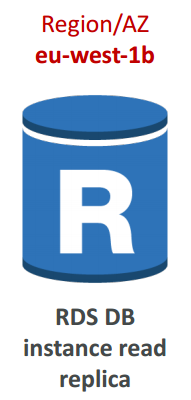 Region/AZ
eu-west-1b
R
RDS DB
instance read
replica